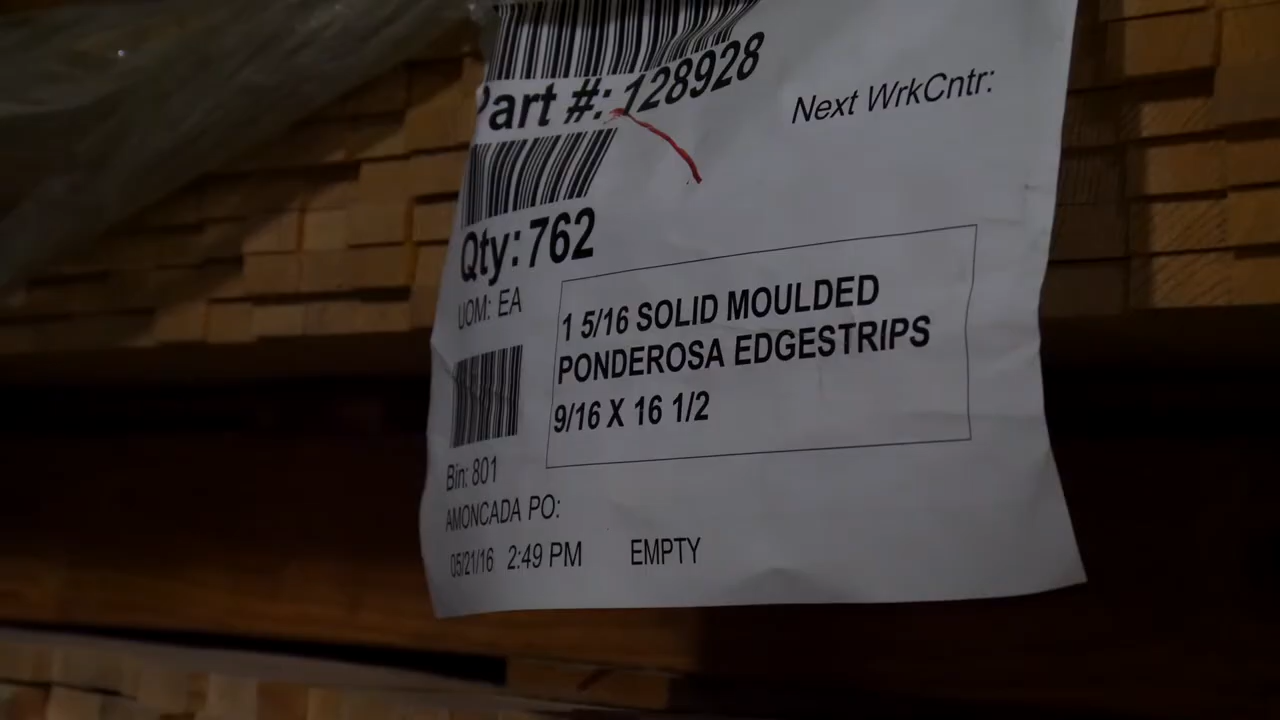 Part #: 128928
Next WrkCntr:
Qty: 762
UOM: EA
1 5/16 SOLID MOULDED
PONDEROSA EDGESTRIPS
9/16 X 16 1/2
Bin: 801
AMONCADA PO:
05/21/16 2:49 PM EMPTY